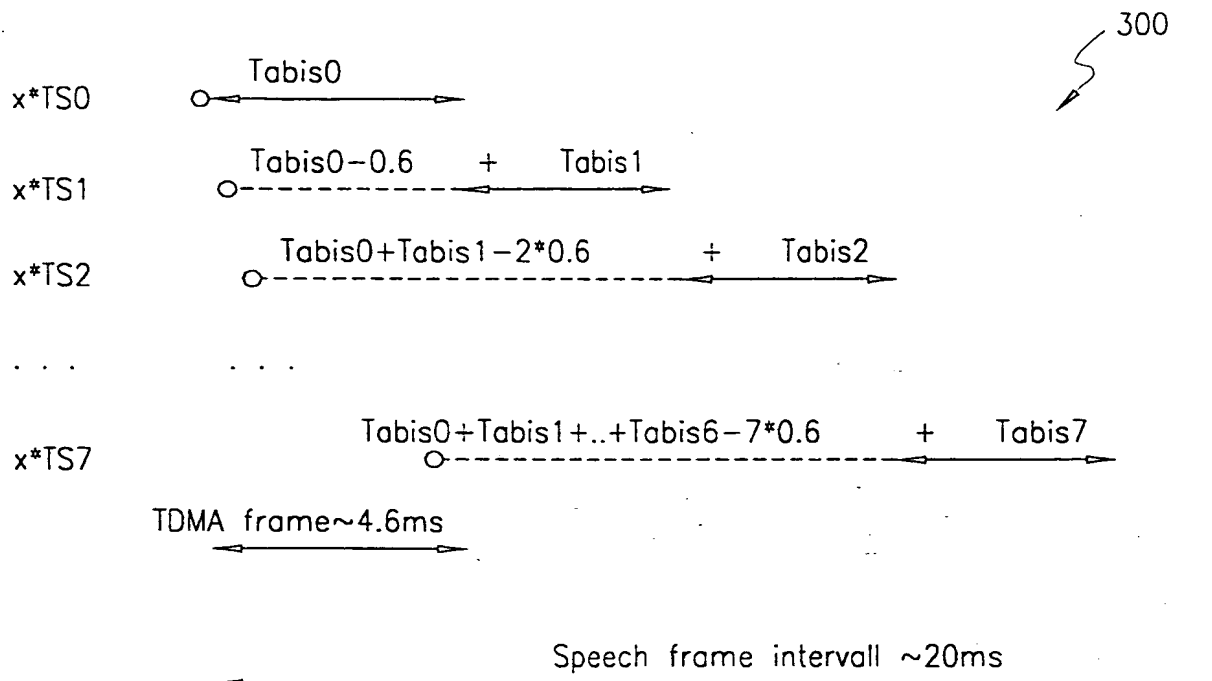 300
Tabis0
x*TS0
Tabis0-0.6 + Tabis1
x*TS1
Tabis0+Tabis1-2*0.6 + Tabis2
x*TS2
. . . . . .
Tabis0+Tabis1+..+Tabis6-7*0.6 + Tabis7
x*TS7
TDMA frame~4.6ms
Speech frame intervall ~20ms